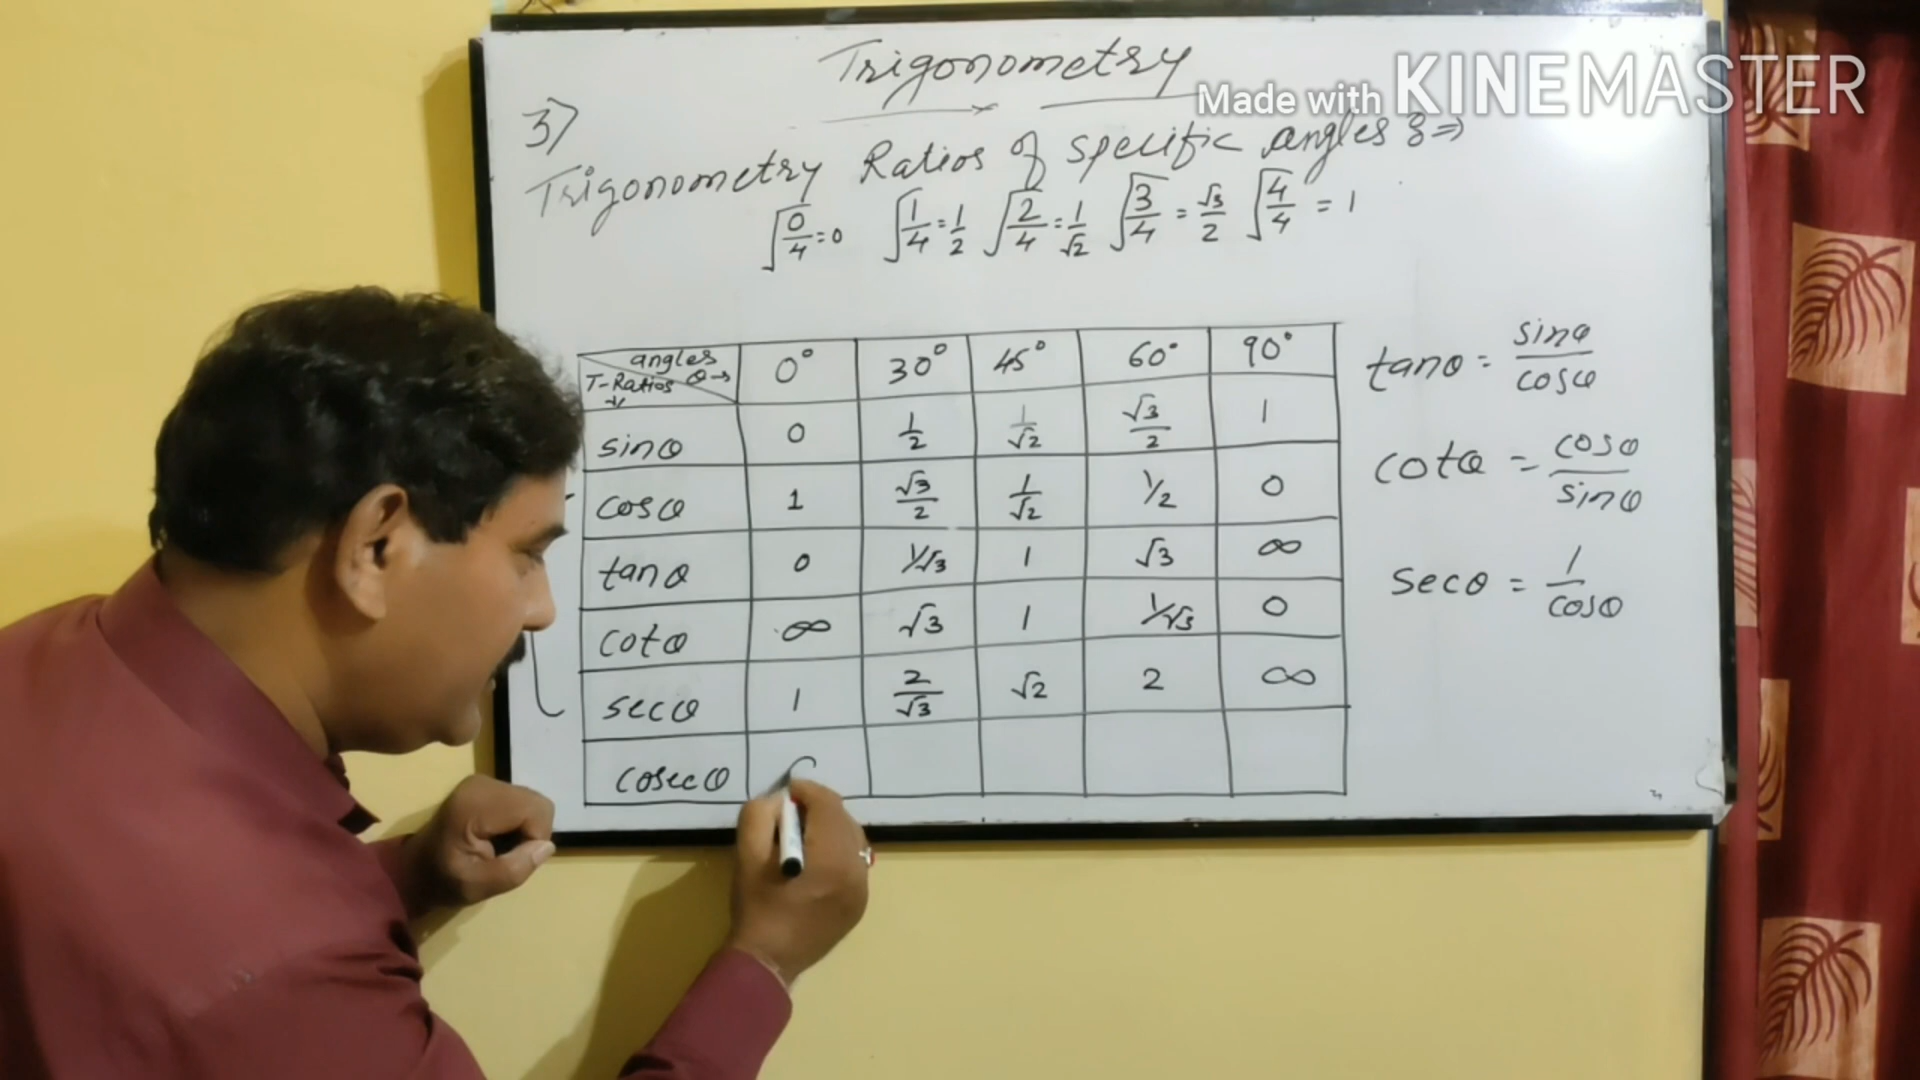 Trigonometry
Made with KINEMASTER
3)
Trigonometry Ratios of specific angles :⇒
√0/4 = 0 √1/4 = 1/2 √2/4 = 1/√2 √3/4 = √3/2 √4/4 = 1
angles θ→ T-Ratios ↓ 0° 30° 45° 60° 90°
sinθ 0 1/2 1/√2 √3/2 1
cosθ 1 √3/2 1/√2 1/2 0
tanθ 0 1/√3 1 √3 ∞
cotθ ∞ √3 1 1/√3 0
secθ 1 2/√3 √2 2 ∞
cosecθ
tanθ = sinθ/cosθ
cotθ = cosθ/sinθ
secθ = 1/cosθ